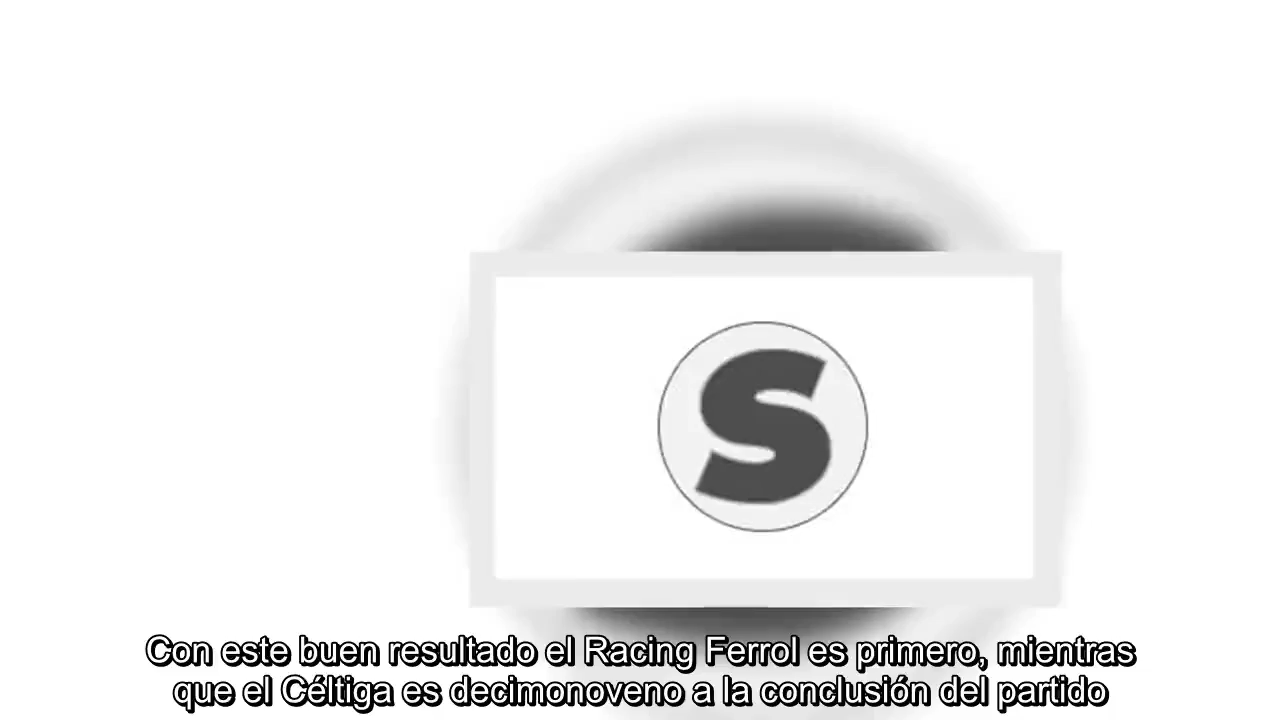 S
Con este buen resultado el Racing Ferrol es primero, mientras
que el Céltiga es decimonoveno a la conclusión del partido